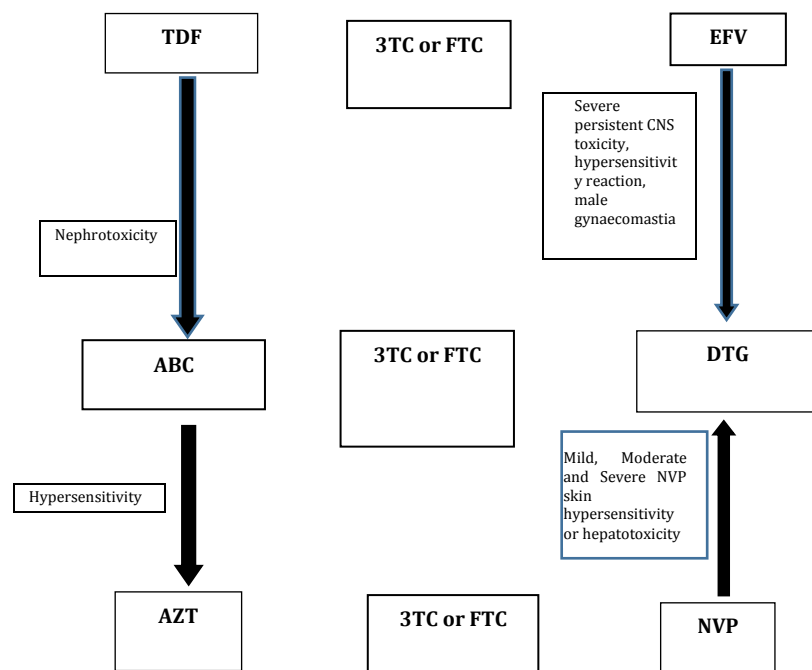 TDF
3TC or FTC
EFV
Severe
persistent CNS
toxicity,
hypersensitivit
y reaction,
male
gynaecomastia
Nephrotoxicity
ABC
3TC or FTC
DTG
Mild, Moderate
and Severe NVP
skin
hypersensitivity
or hepatotoxicity
Hypersensitivity
AZT
3TC or FTC
NVP